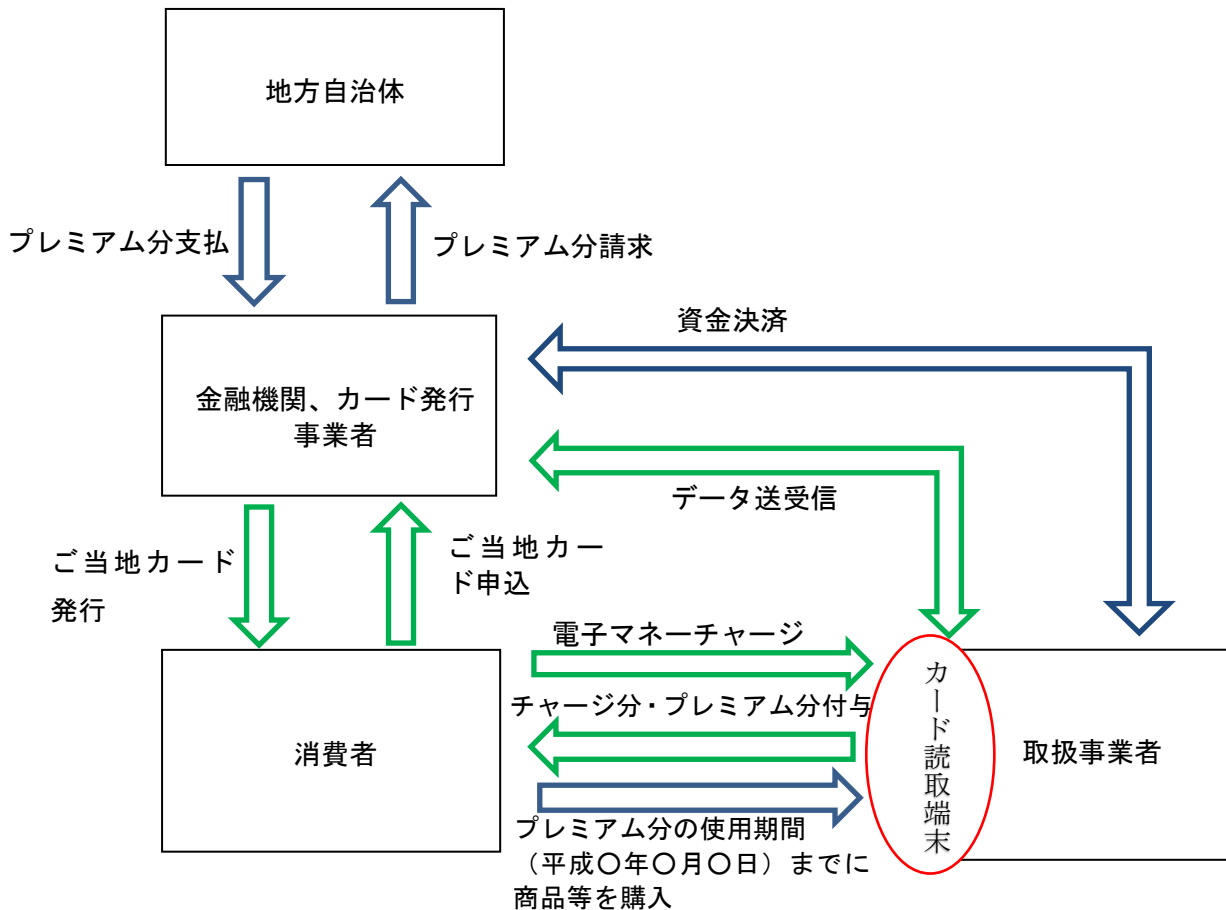 地方自治体
プレミアム分支払
プレミアム分請求
資金決済
金融機関、カード発行
事業者
データ送受信
ご当地カード
発行
ご当地カー
ド申込
電子マネーチャージ
チャージ分・プレミアム分付与
消費者
カード読取端末
取扱事業者
プレミアム分の使用期間
（平成〇年〇月〇日）までに
商品等を購入